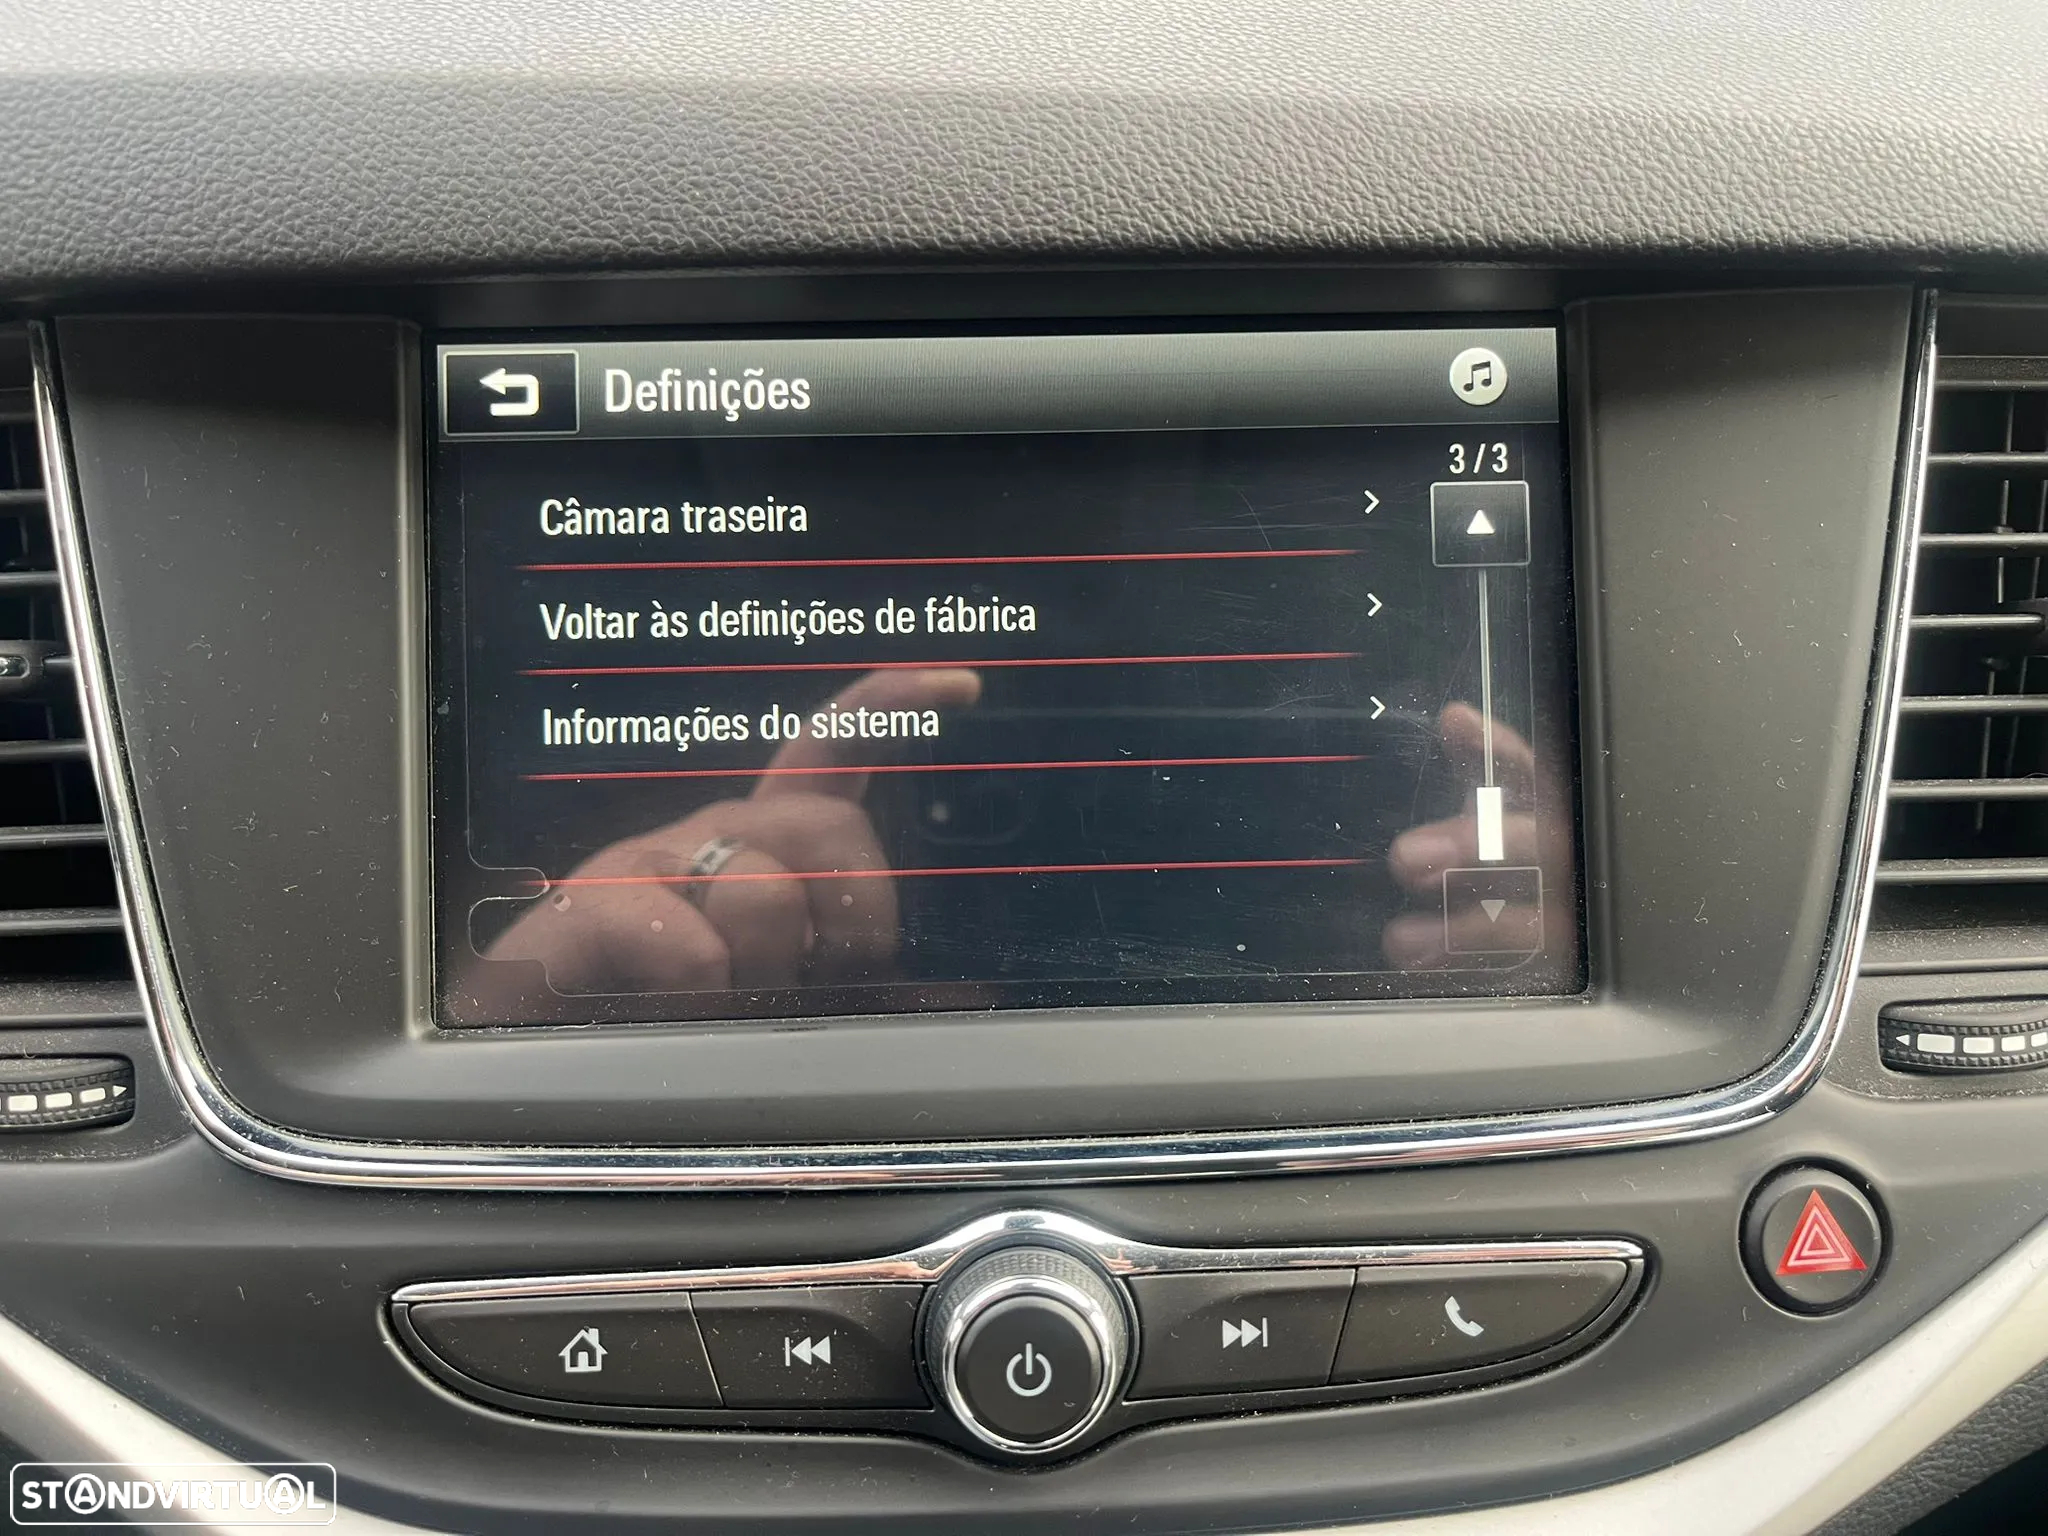 Definições
3 / 3
Câmara traseira
Voltar às definições de fábrica
Informações do sistema
STANDVIRTUAL